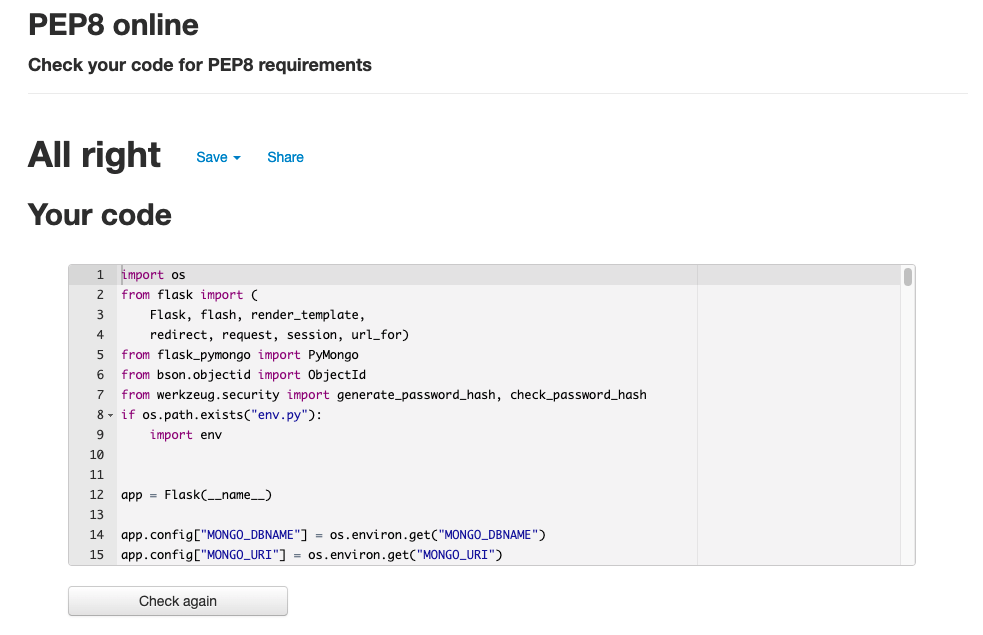 PEP8 online
Check your code for PEP8 requirements
All right Save Share
Your code
1 import os
2 from flask import (
3     Flask, flash, render_template,
4     redirect, request, session, url_for)
5 from flask_pymongo import PyMongo
6 from bson.objectid import ObjectId
7 from werkzeug.security import generate_password_hash, check_password_hash
8 if os.path.exists("env.py"):
9     import env
10
11
12 app = Flask(__name__)
13
14 app.config["MONGO_DBNAME"] = os.environ.get("MONGO_DBNAME")
15 app.config["MONGO_URI"] = os.environ.get("MONGO_URI")
Check again